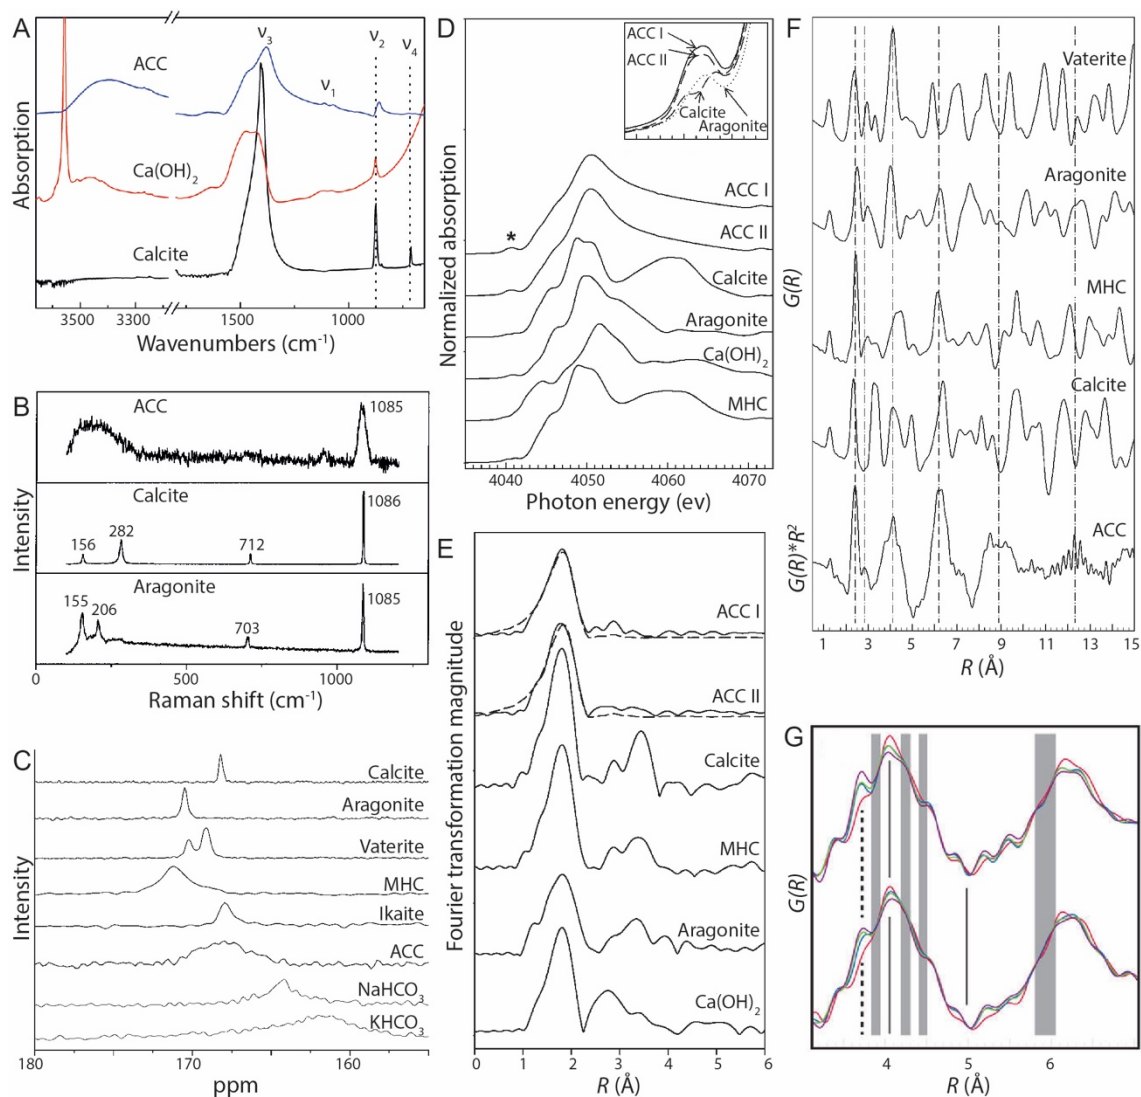 A
ν3
ν2
ν4
ACC
ν1
Ca(OH)2
Calcite
Absorption
3500 3300 1500 1000
Wavenumbers (cm-1)
B
ACC
1085
Calcite
1086
156
282
712
Aragonite
1085
155
206
703
Intensity
0 500 1000
Raman shift (cm-1)
C
Calcite
Aragonite
Vaterite
MHC
Ikaite
ACC
NaHCO3
KHCO3
Intensity
180 170 160
ppm
D
ACC I
ACC II
Calcite
Aragonite
ACC I
*
ACC II
Calcite
Aragonite
Ca(OH)2
MHC
Normalized absorption
4040 4050 4060 4070
Photon energy (ev)
E
ACC I
ACC II
Calcite
MHC
Aragonite
Ca(OH)2
Fourier transformation magnitude
0 1 2 3 4 5 6
R (Å)
F
Vaterite
Aragonite
MHC
Calcite
ACC
G(R)
G(R)*R2
1 3 5 7 9 11 13 15
R (Å)
G
G(R)
4 5 6
R (Å)